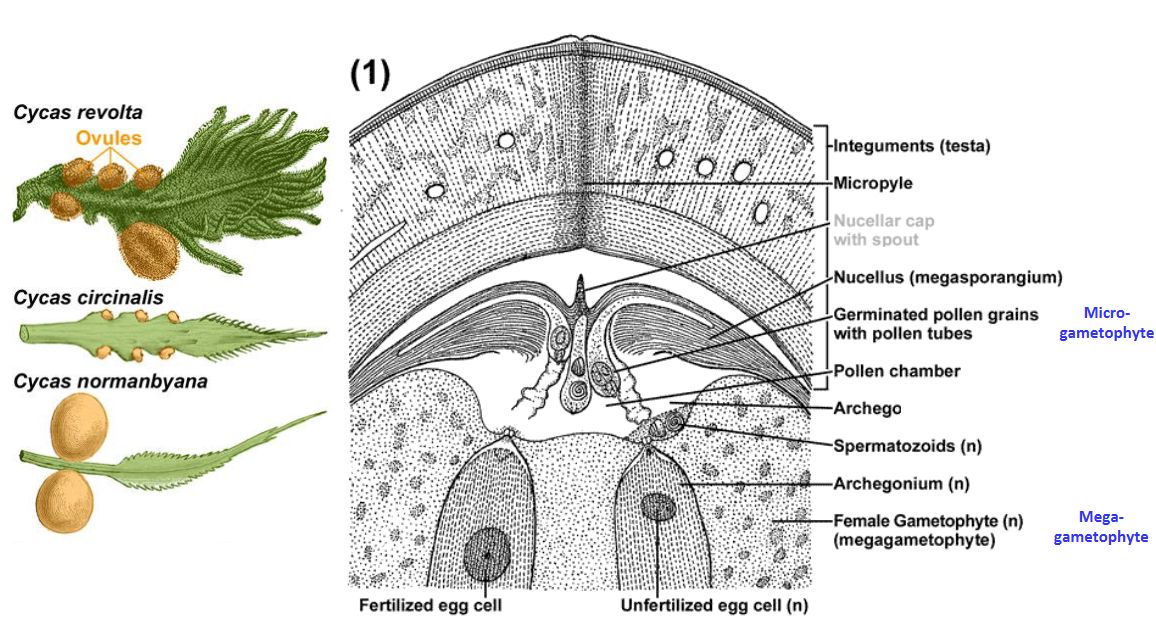 (1)
Cycas revolta
Ovules
Cycas circinalis
Cycas normanbyana
Integuments (testa)
Micropyle
Nucellar cap
with spout
Nucellus (megasporangium)
Germinated pollen grains
with pollen tubes
Micro-
gametophyte
Pollen chamber
Archego
Spermatozoids (n)
Archegonium (n)
Female Gametophyte (n)
(megagametophyte)
Mega-
gametophyte
Fertilized egg cell
Unfertilized egg cell (n)